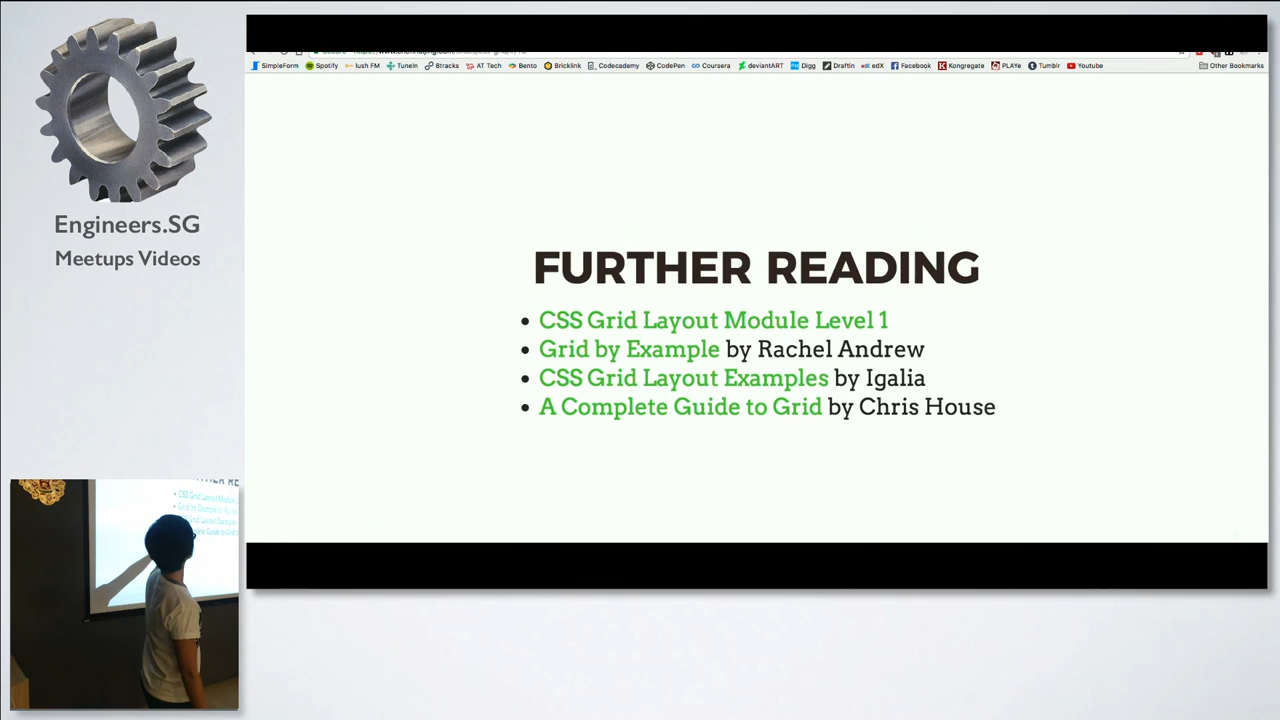 Engineers.SG
Meetups Videos
SimpleForm Spotify lush FM TuneIn 8tracks AT Tech Bento Bricklink Codecademy CodePen Coursera deviantART Digg Draftin edX Facebook Kongregate PLAYe Tumblr Youtube Other Bookmarks
FURTHER READING
CSS Grid Layout Module Level 1
Grid by Example by Rachel Andrew
CSS Grid Layout Examples by Igalia
A Complete Guide to Grid by Chris House